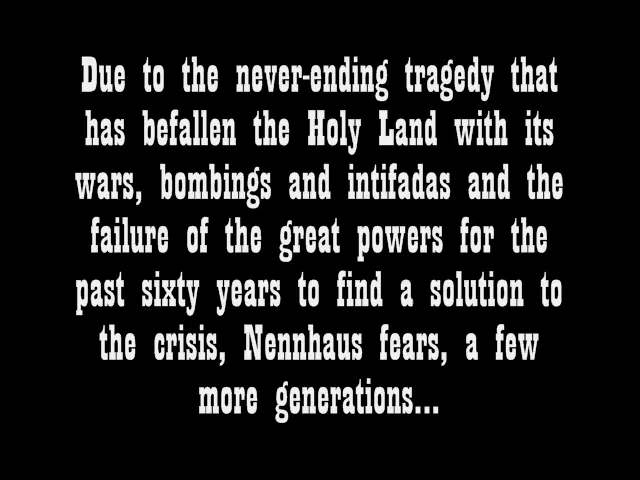 Due to the never-ending tragedy that
has befallen the Holy Land with its
wars, bombings and intifadas and the
failure of the great powers for the
past sixty years to find a solution to
the crisis, Nennhaus fears, a few
more generations...